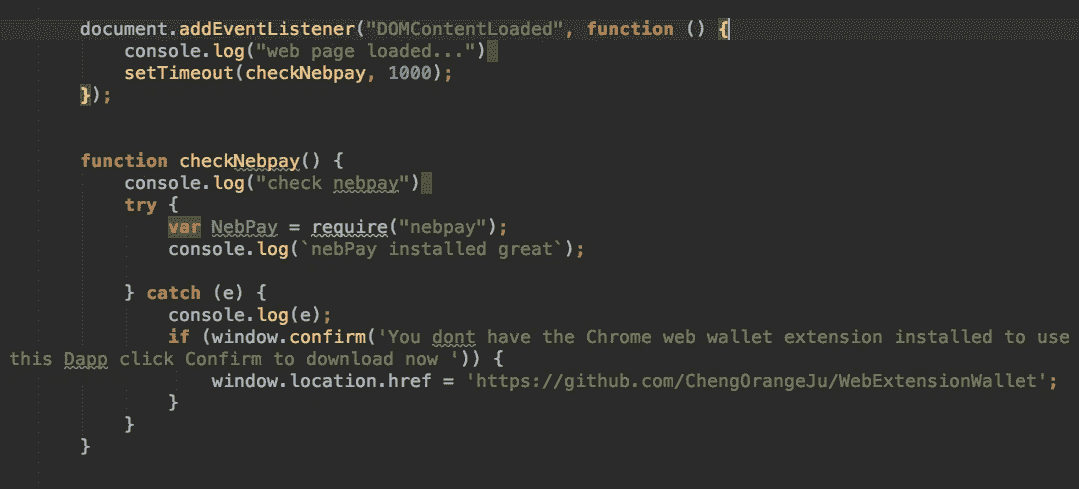 document.addEventListener("DOMContentLoaded", function () {
    console.log("web page loaded...")
    setTimeout(checkNebpay, 1000);
});
function checkNebpay() {
    console.log("check nebpay")
    try {
        var NebPay = require("nebpay");
        console.log(`nebPay installed great`);
    } catch (e) {
        console.log(e);
        if (window.confirm('You dont have the Chrome web wallet extension installed to use
this Dapp click Confirm to download now ')) {
            window.location.href = 'https://github.com/ChengOrangeJu/WebExtensionWallet';
        }
    }
}